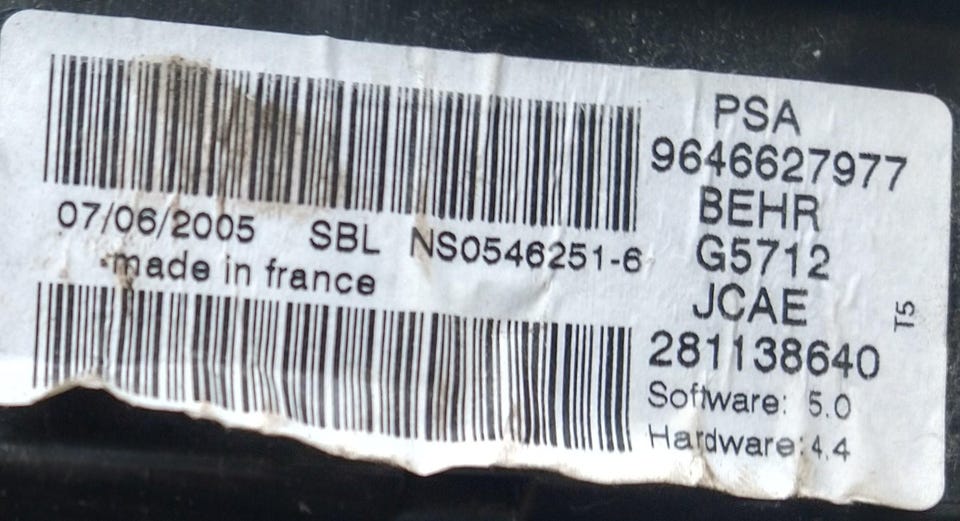 PSA
9646627977
BEHR
G5712
JCAE
281138640
Software: 5.0
Hardware:4.4
T5
07/06/2005 SBL NS0546251-6
made in france